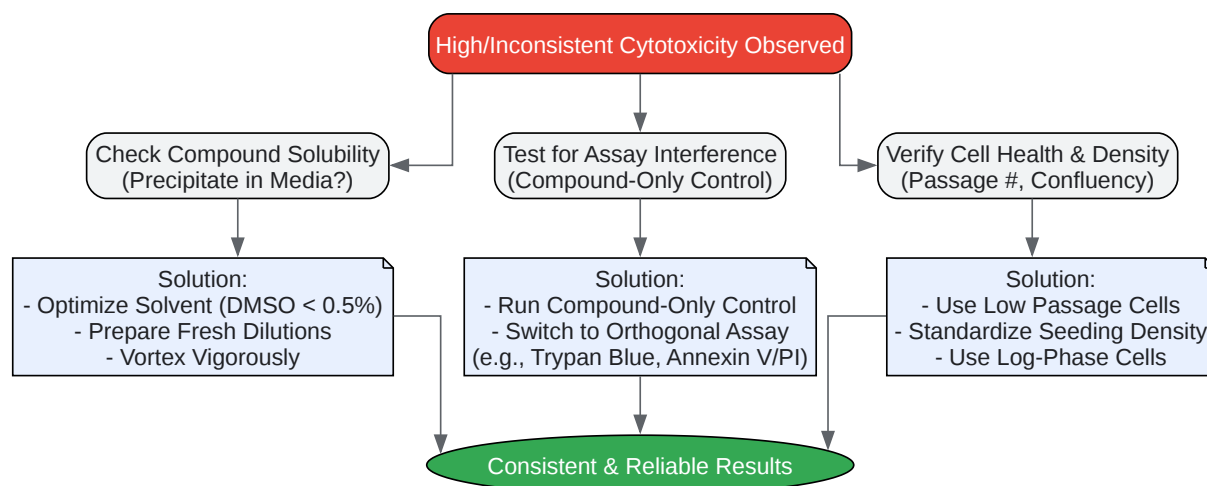 High/Inconsistent Cytotoxicity Observed
Check Compound Solubility
(Precipitate in Media?)
Test for Assay Interference
(Compound-Only Control)
Verify Cell Health & Density
(Passage #, Confluency)
Solution:
- Optimize Solvent (DMSO < 0.5%)
- Prepare Fresh Dilutions
- Vortex Vigorously
Solution:
- Run Compound-Only Control
- Switch to Orthogonal Assay
(e.g., Trypan Blue, Annexin V/PI)
Solution:
- Use Low Passage Cells
- Standardize Seeding Density
- Use Log-Phase Cells
Consistent & Reliable Results